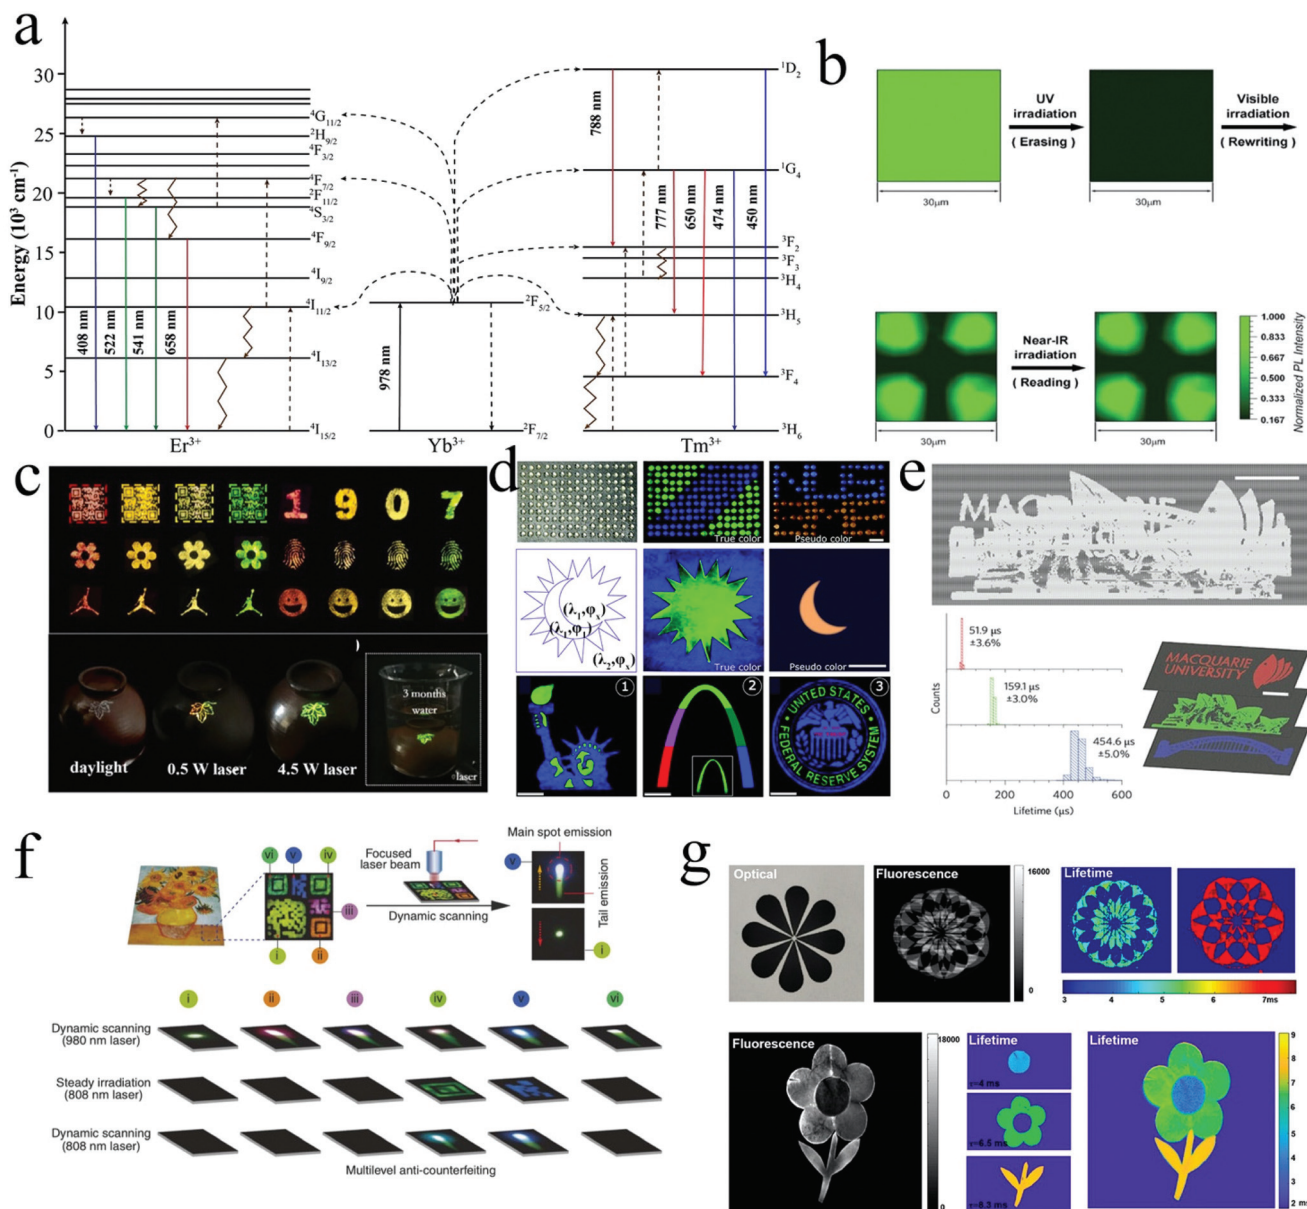 a
Energy (10³ cm⁻¹)
30
25
20
15
10
5
0
⁴G₁₁/₂
²H₉/₂
⁴F₃/₂
⁴F₇/₂
²F₁₁/₂
⁴S₃/₂
⁴F₉/₂
⁴I₉/₂
⁴I₁₁/₂
⁴I₁₃/₂
⁴I₁₅/₂
408 nm
522 nm
541 nm
658 nm
Er³⁺
978 nm
²F₅/₂
²F₇/₂
Yb³⁺
788 nm
777 nm
650 nm
474 nm
450 nm
¹D₂
¹G₄
³F₂
³F₃
³H₄
³H₅
³F₄
³H₆
Tm³⁺
b
UV
irradiation
( Erasing )
Visible
irradiation
( Rewriting )
30μm
30μm
Near-IR
irradiation
( Reading )
30μm
30μm
1.000
0.833
0.667
0.500
0.333
0.167
Normalized PL Intensity
c
1 9 0 7
daylight
0.5 W laser
4.5 W laser
3 months
water
laser
d
True color
Pseudo color
(λ₁,φₓ)
(λ₁,φ₁)
(λ₂,φₓ)
True color
Pseudo color
1
2
3
UNITED STATES
FEDERAL RESERVE SYSTEM
e
MACQUARIE
51.9 μs
±3.6%
159.1 μs
±3.0%
454.6 μs
±5.0%
Counts
0
200
400
600
Lifetime (μs)
MACQUARIE
UNIVERSITY
f
vi
v
iv
iii
i
ii
Focused
laser beam
Dynamic scanning
Main spot emission
Tail emission
v
i
i
ii
iii
iv
v
vi
Dynamic scanning
(980 nm laser)
Steady irradiation
(808 nm laser)
Dynamic scanning
(808 nm laser)
Multilevel anti-counterfeiting
g
Optical
Fluorescence
16000
0
Lifetime
3 4 5 6 7ms
Fluorescence
18000
0
Lifetime
τ=4 ms
τ=6.5 ms
τ=8.3 ms
Lifetime
9
8
7
6
5
4
3
2 ms